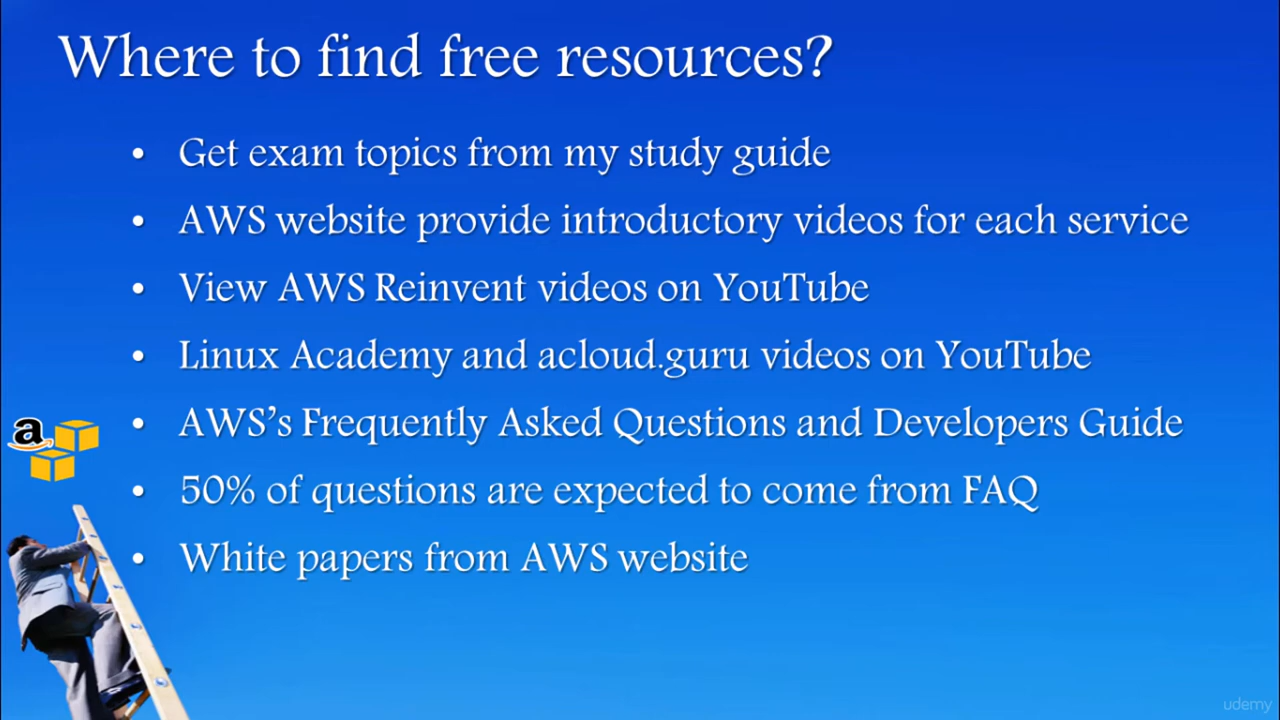 Where to find free resources?
• Get exam topics from my study guide
• AWS website provide introductory videos for each service
• View AWS Reinvent videos on YouTube
• Linux Academy and acloud.guru videos on YouTube
• AWS’s Frequently Asked Questions and Developers Guide
• 50% of questions are expected to come from FAQ
• White papers from AWS website
a
udemy